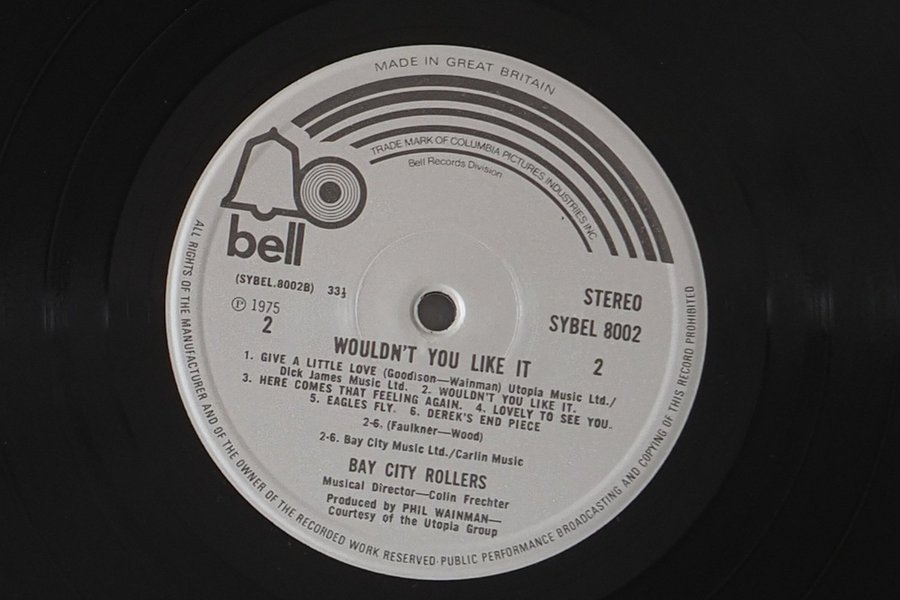 MADE IN GREAT BRITAIN
TRADE MARK OF COLUMBIA PICTURES INDUSTRIES INC.
Bell Records Division
bell
(SYBEL.8002B) 33⅓
Ⓟ 1975
2
STEREO
SYBEL 8002
2
WOULDN'T YOU LIKE IT
1. GIVE A LITTLE LOVE (Goodison—Wainman) Utopia Music Ltd./
Dick James Music Ltd. 2. WOULDN'T YOU LIKE IT.
3. HERE COMES THAT FEELING AGAIN. 4. LOVELY TO SEE YOU.
5. EAGLES FLY. 6. DEREK'S END PIECE
2-6. (Faulkner—Wood)
2-6. Bay City Music Ltd./Carlin Music
BAY CITY ROLLERS
Musical Director—Colin Frechter
Produced by PHIL WAINMAN—
Courtesy of the Utopia Group
ALL RIGHTS OF THE MANUFACTURER AND OF THE OWNER OF THE RECORDED WORK RESERVED·PUBLIC PERFORMANCE BROADCASTING AND COPYING OF THIS RECORD PROHIBITED